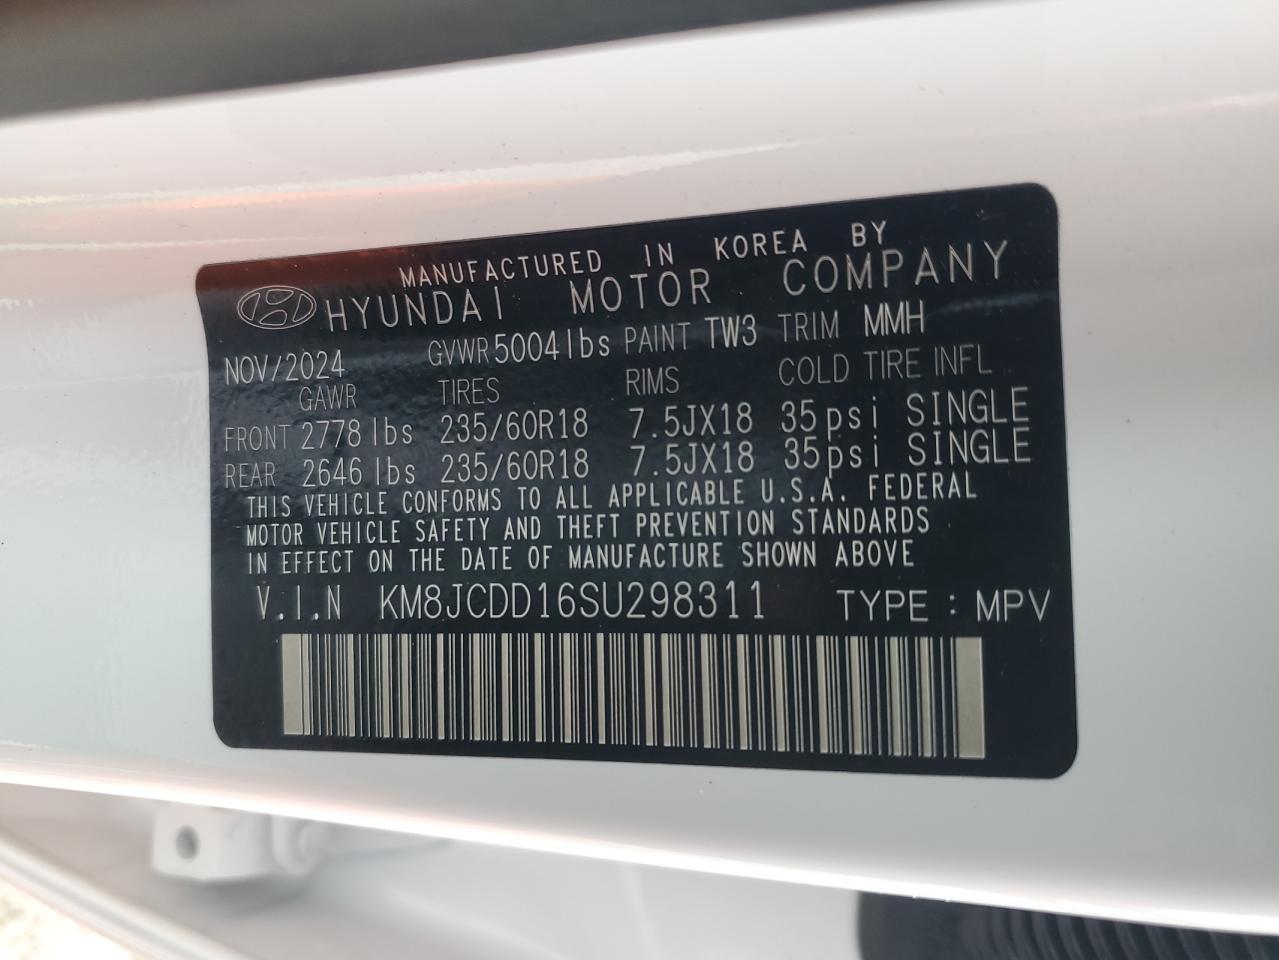 MANUFACTURED IN KOREA BY
HYUNDAI MOTOR COMPANY
NOV/2024 GVWR 5004lbs PAINT TW3 TRIM MMH
GAWR TIRES RIMS COLD TIRE INFL
FRONT 2778 lbs 235/60R18 7.5JX18 35psi SINGLE
REAR 2646 lbs 235/60R18 7.5JX18 35psi SINGLE
THIS VEHICLE CONFORMS TO ALL APPLICABLE U.S.A. FEDERAL
MOTOR VEHICLE SAFETY AND THEFT PREVENTION STANDARDS
IN EFFECT ON THE DATE OF MANUFACTURE SHOWN ABOVE
V.I.N KM8JCDD16SU298311 TYPE : MPV